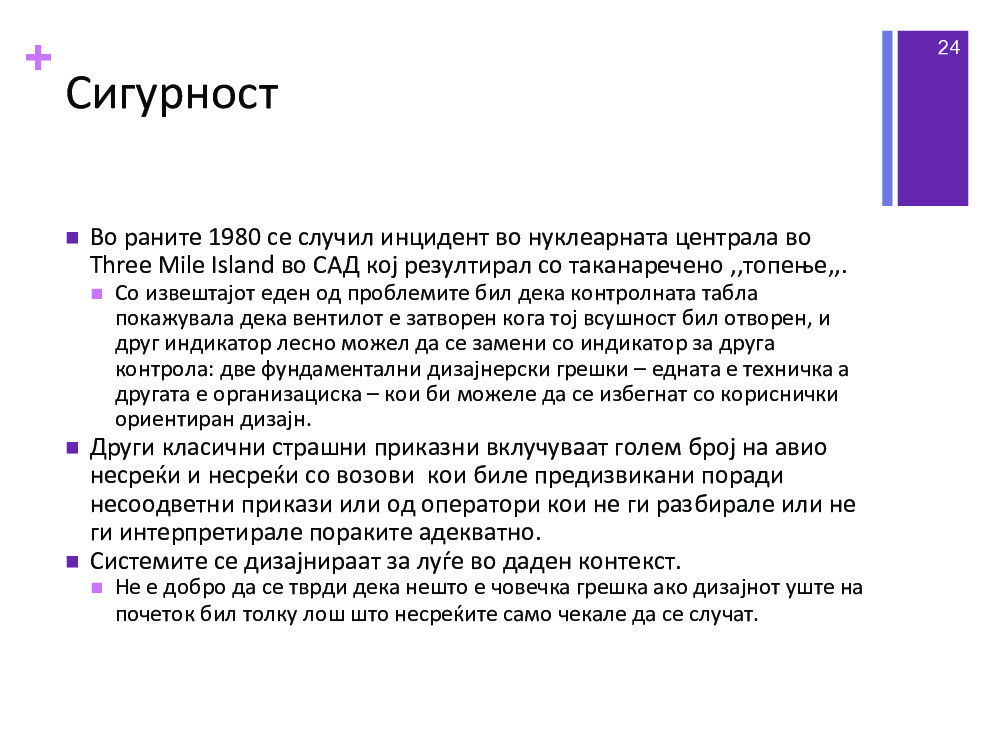 24
Сигурност
Во раните 1980 се случил инцидент во нуклеарната централа во
Three Mile Island во САД кој резултирал со таканаречено ,,топење,,.
Со извештајот еден од проблемите бил дека контролната табла
покажувала дека вентилот е затворен кога тој всушност бил отворен, и
друг индикатор лесно можел да се замени со индикатор за друга
контрола: две фундаментални дизајнерски грешки – едната е техничка а
другата е организациска – кои би можеле да се избегнат со кориснички
ориентиран дизајн.
Други класични страшни приказни вклучуваат голем број на авио
несреќи и несреќи со возови  кои биле предизвикани поради
несоодветни прикази или од оператори кои не ги разбирале или не
ги интерпретирале пораките адекватно.
Системите се дизајнираат за луѓе во даден контекст.
Не е добро да се тврди дека нешто е човечка грешка ако дизајнот уште на
почеток бил толку лош што несреќите само чекале да се случат.